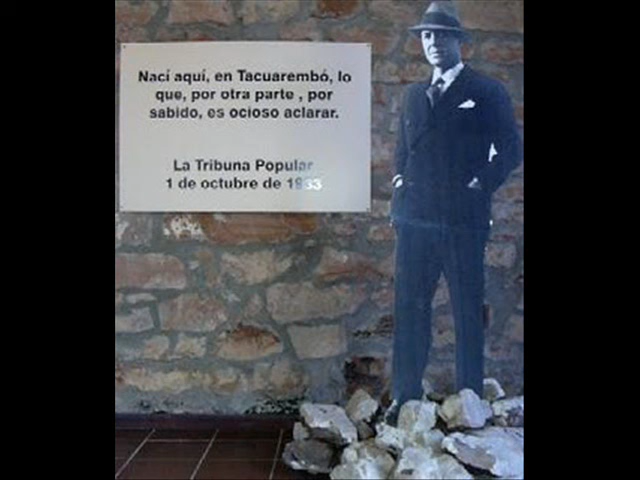 Nací aquí, en Tacuarembó, lo
que, por otra parte , por
sabido, es ocioso aclarar.
La Tribuna Popular
1 de octubre de 1933